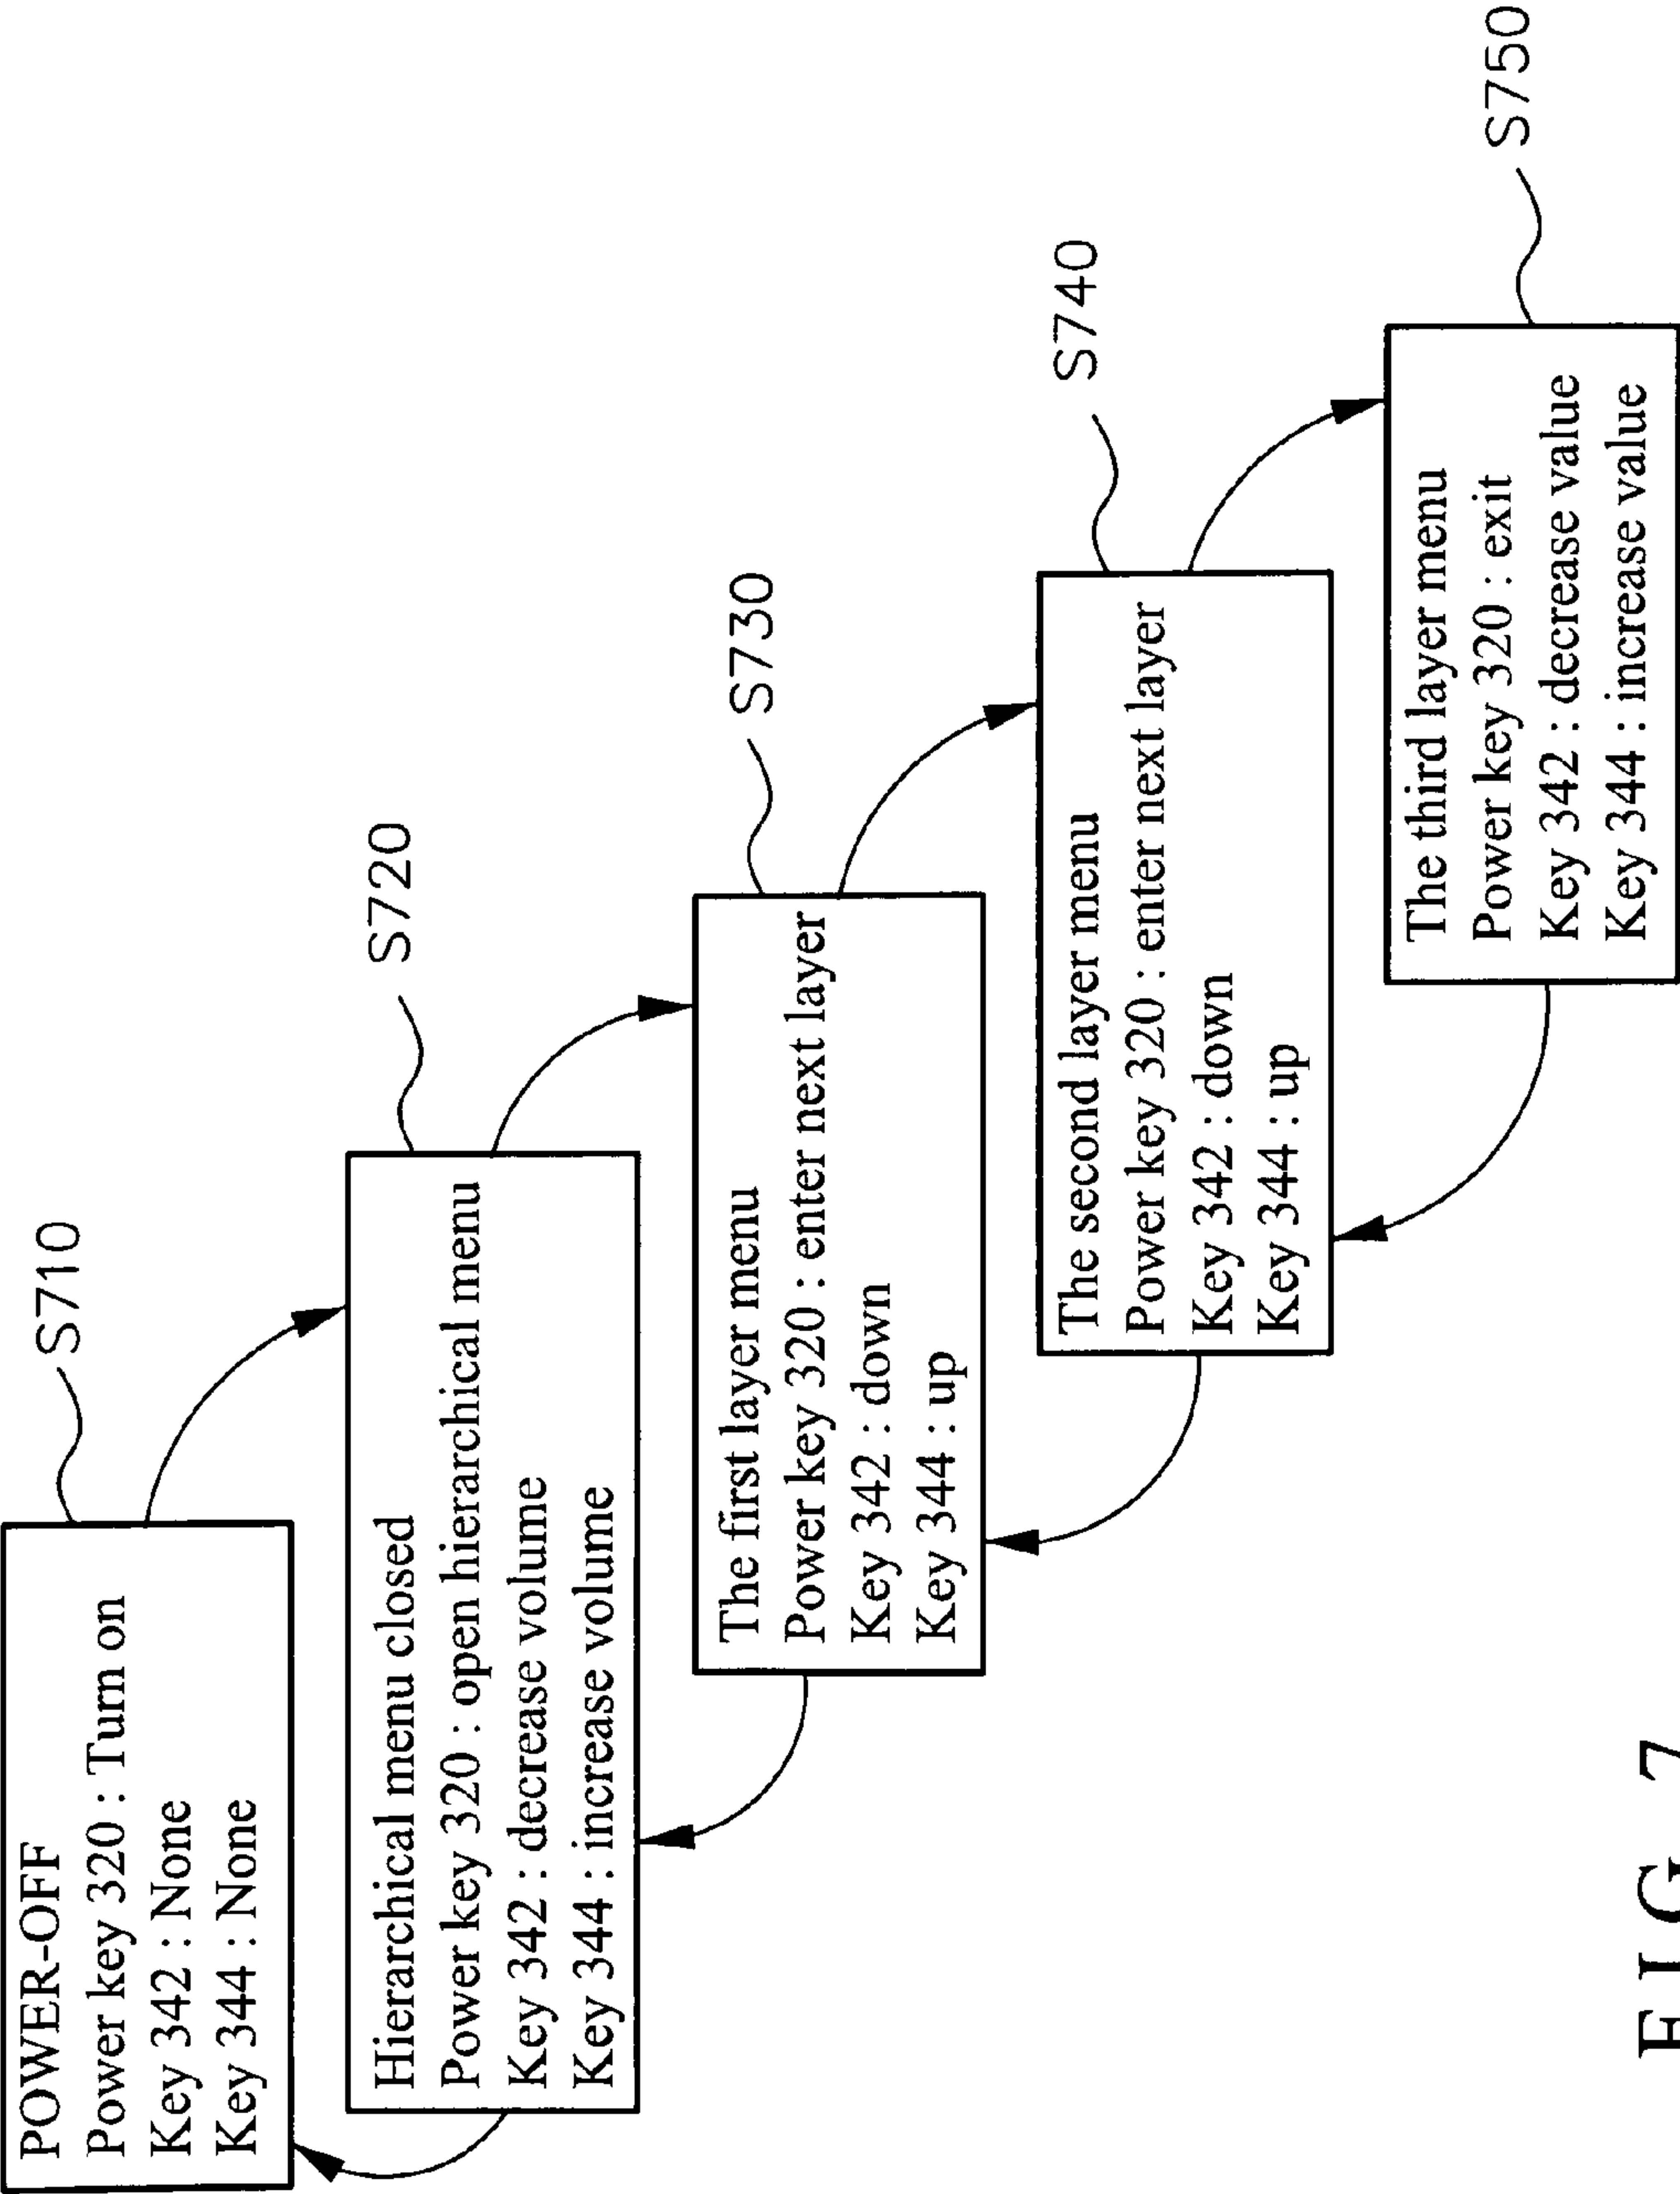 S710
POWER-OFF
Power key 320 : Turn on
Key 342 : None
Key 344 : None
S720
Hierarchical menu closed
Power key 320 : open hierarchical menu
Key 342 : decrease volume
Key 344 : increase volume
S730
The first layer menu
Power key 320 : enter next layer
Key 342 : down
Key 344 : up
S740
The second layer menu
Power key 320 : enter next layer
Key 342 : down
Key 344 : up
S750
The third layer menu
Power key 320 : exit
Key 342 : decrease value
Key 344 : increase value
FIG 7